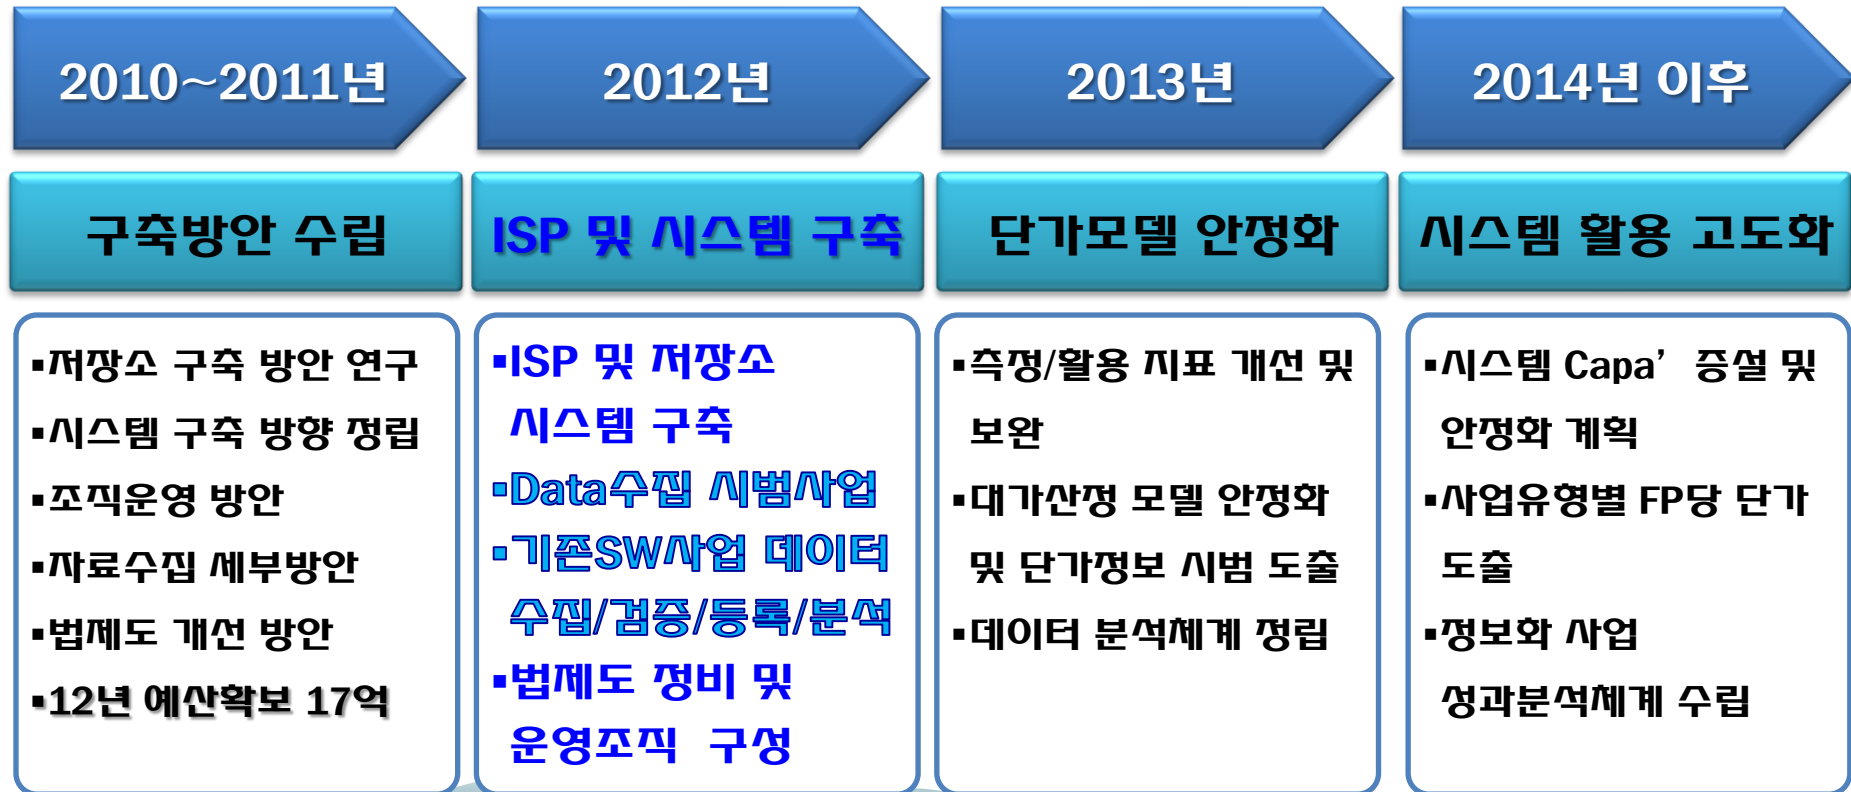 2010~2011년
2012년
2013년
2014년 이후
구축방안 수립
ISP 및 시스템 구축
단가모델 안정화
시스템 활용 고도화
▪저장소 구축 방안 연구
▪시스템 구축 방향 정립
▪조직운영 방안
▪자료수집 세부방안
▪법제도 개선 방안
▪12년 예산확보 17억
▪ISP 및 저장소
시스템 구축
▪Data수집 시범사업
▪기존SW사업 데이터
수집/검증/등록/분석
▪법제도 정비 및
운영조직 구성
▪측정/활용 지표 개선 및
보완
▪대가산정 모델 안정화
및 단가정보 시범 도출
▪데이터 분석체계 정립
▪시스템 Capa’ 증설 및
안정화 계획
▪사업유형별 FP당 단가
도출
▪정보화 사업
성과분석체계 수립